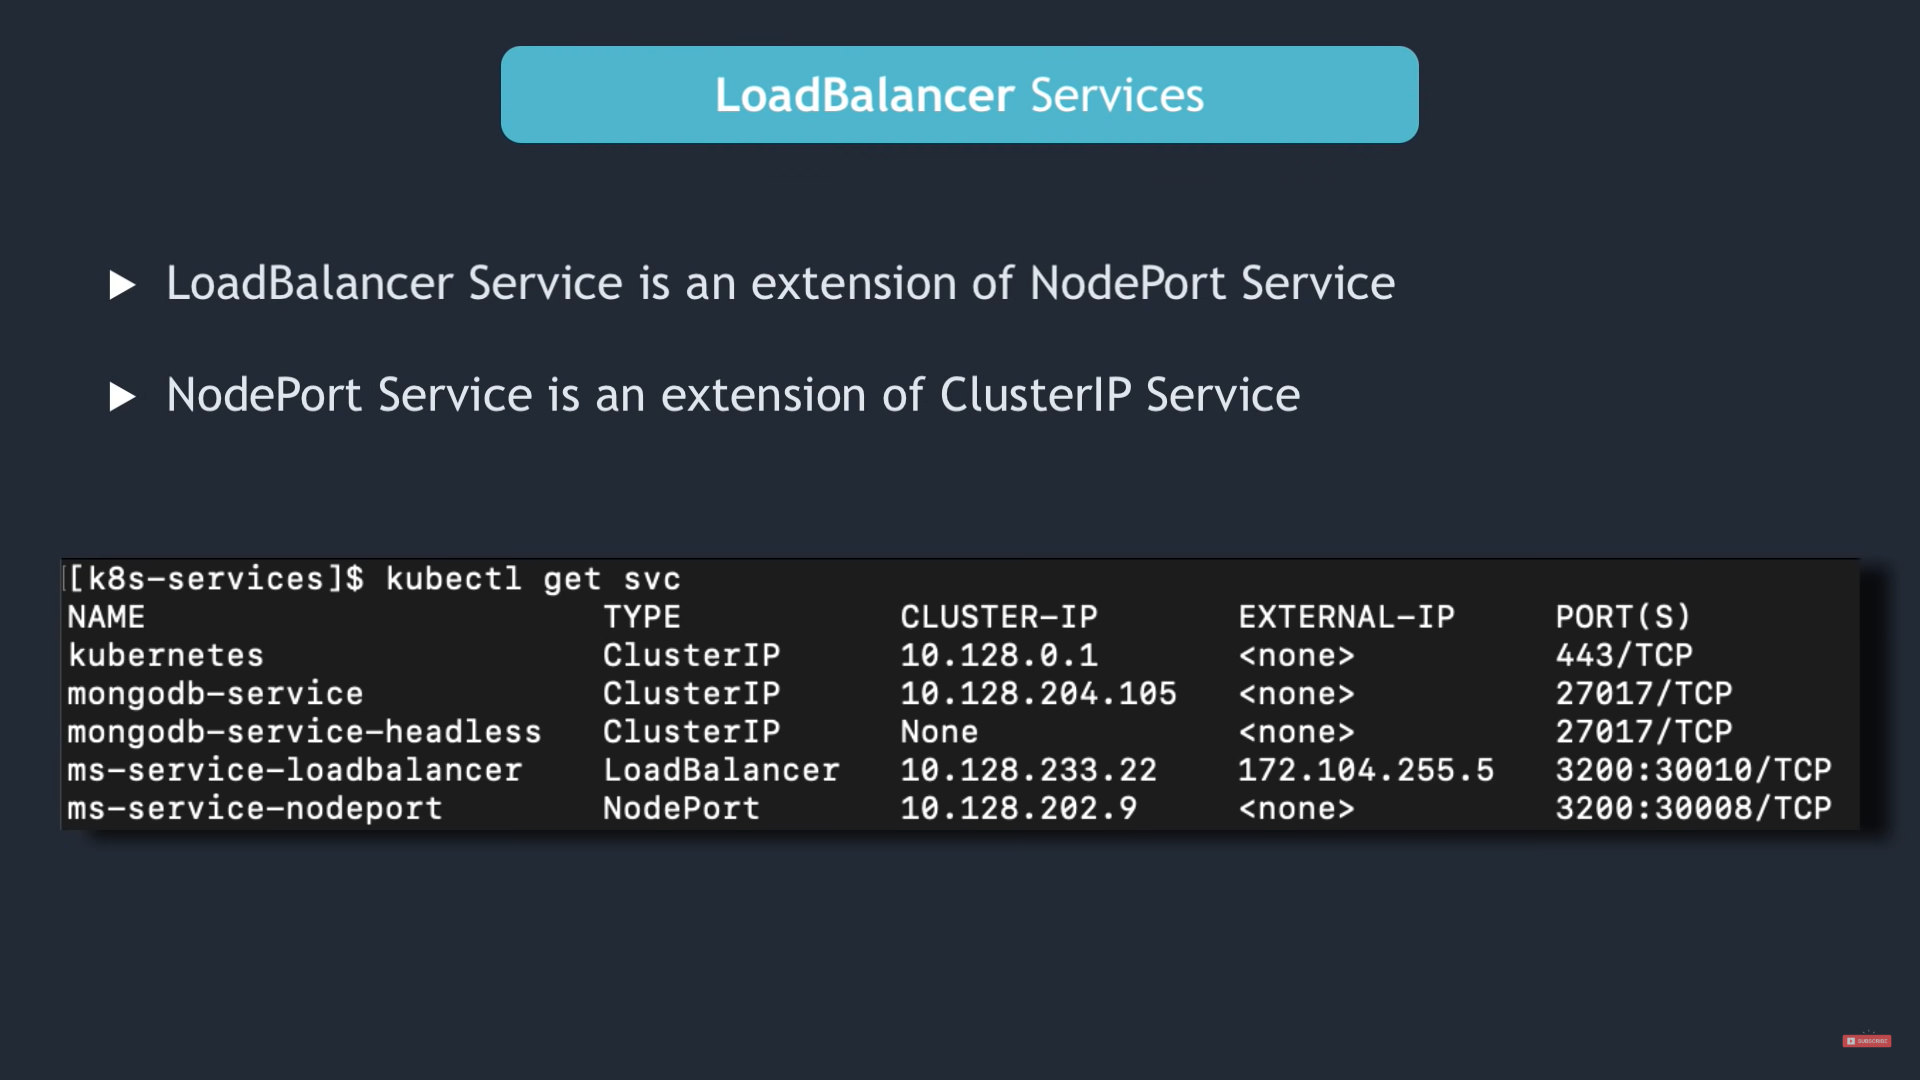 LoadBalancer Services
LoadBalancer Service is an extension of NodePort Service
NodePort Service is an extension of ClusterIP Service
[[k8s-services]$ kubectl get svc
NAME TYPE CLUSTER-IP EXTERNAL-IP PORT(S)
kubernetes ClusterIP 10.128.0.1 <none> 443/TCP
mongodb-service ClusterIP 10.128.204.105 <none> 27017/TCP
mongodb-service-headless ClusterIP None <none> 27017/TCP
ms-service-loadbalancer LoadBalancer 10.128.233.22 172.104.255.5 3200:30010/TCP
ms-service-nodeport NodePort 10.128.202.9 <none> 3200:30008/TCP
SUBSCRIBE